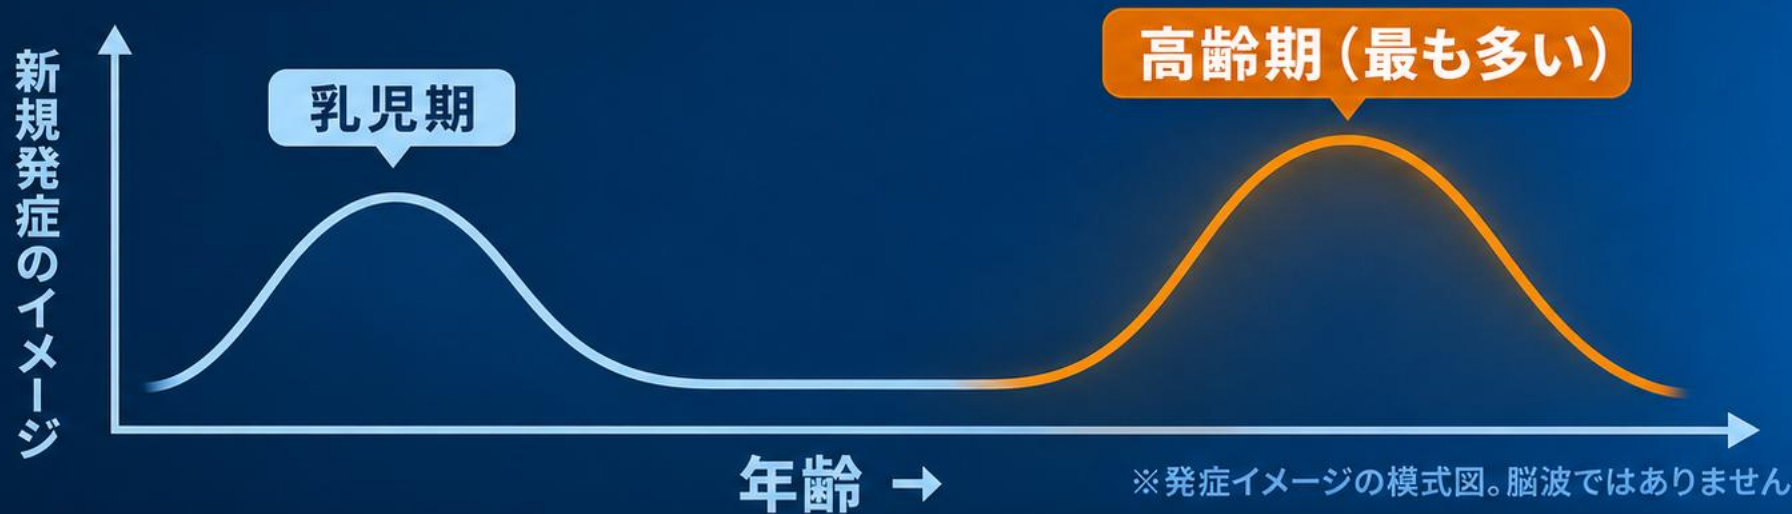 新規発症のイメージ
乳児期
高齢期（最も多い）
年齢 →
※発症イメージの模式図。脳波ではありません